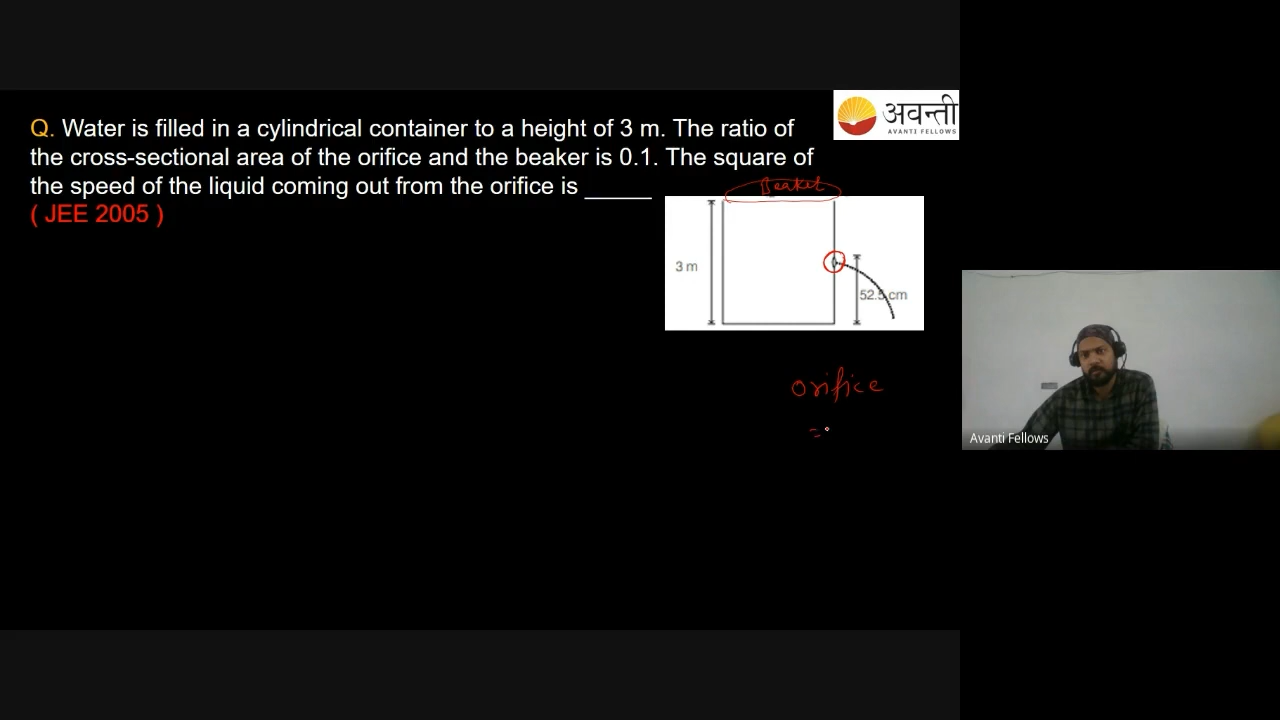 Q. Water is filled in a cylindrical container to a height of 3 m. The ratio of
the cross-sectional area of the orifice and the beaker is 0.1. The square of
the speed of the liquid coming out from the orifice is _____
( JEE 2005 )
अवन्ती
AVANTI FELLOWS
Beaker
3 m
52.5 cm
Orifice
=
Avanti Fellows